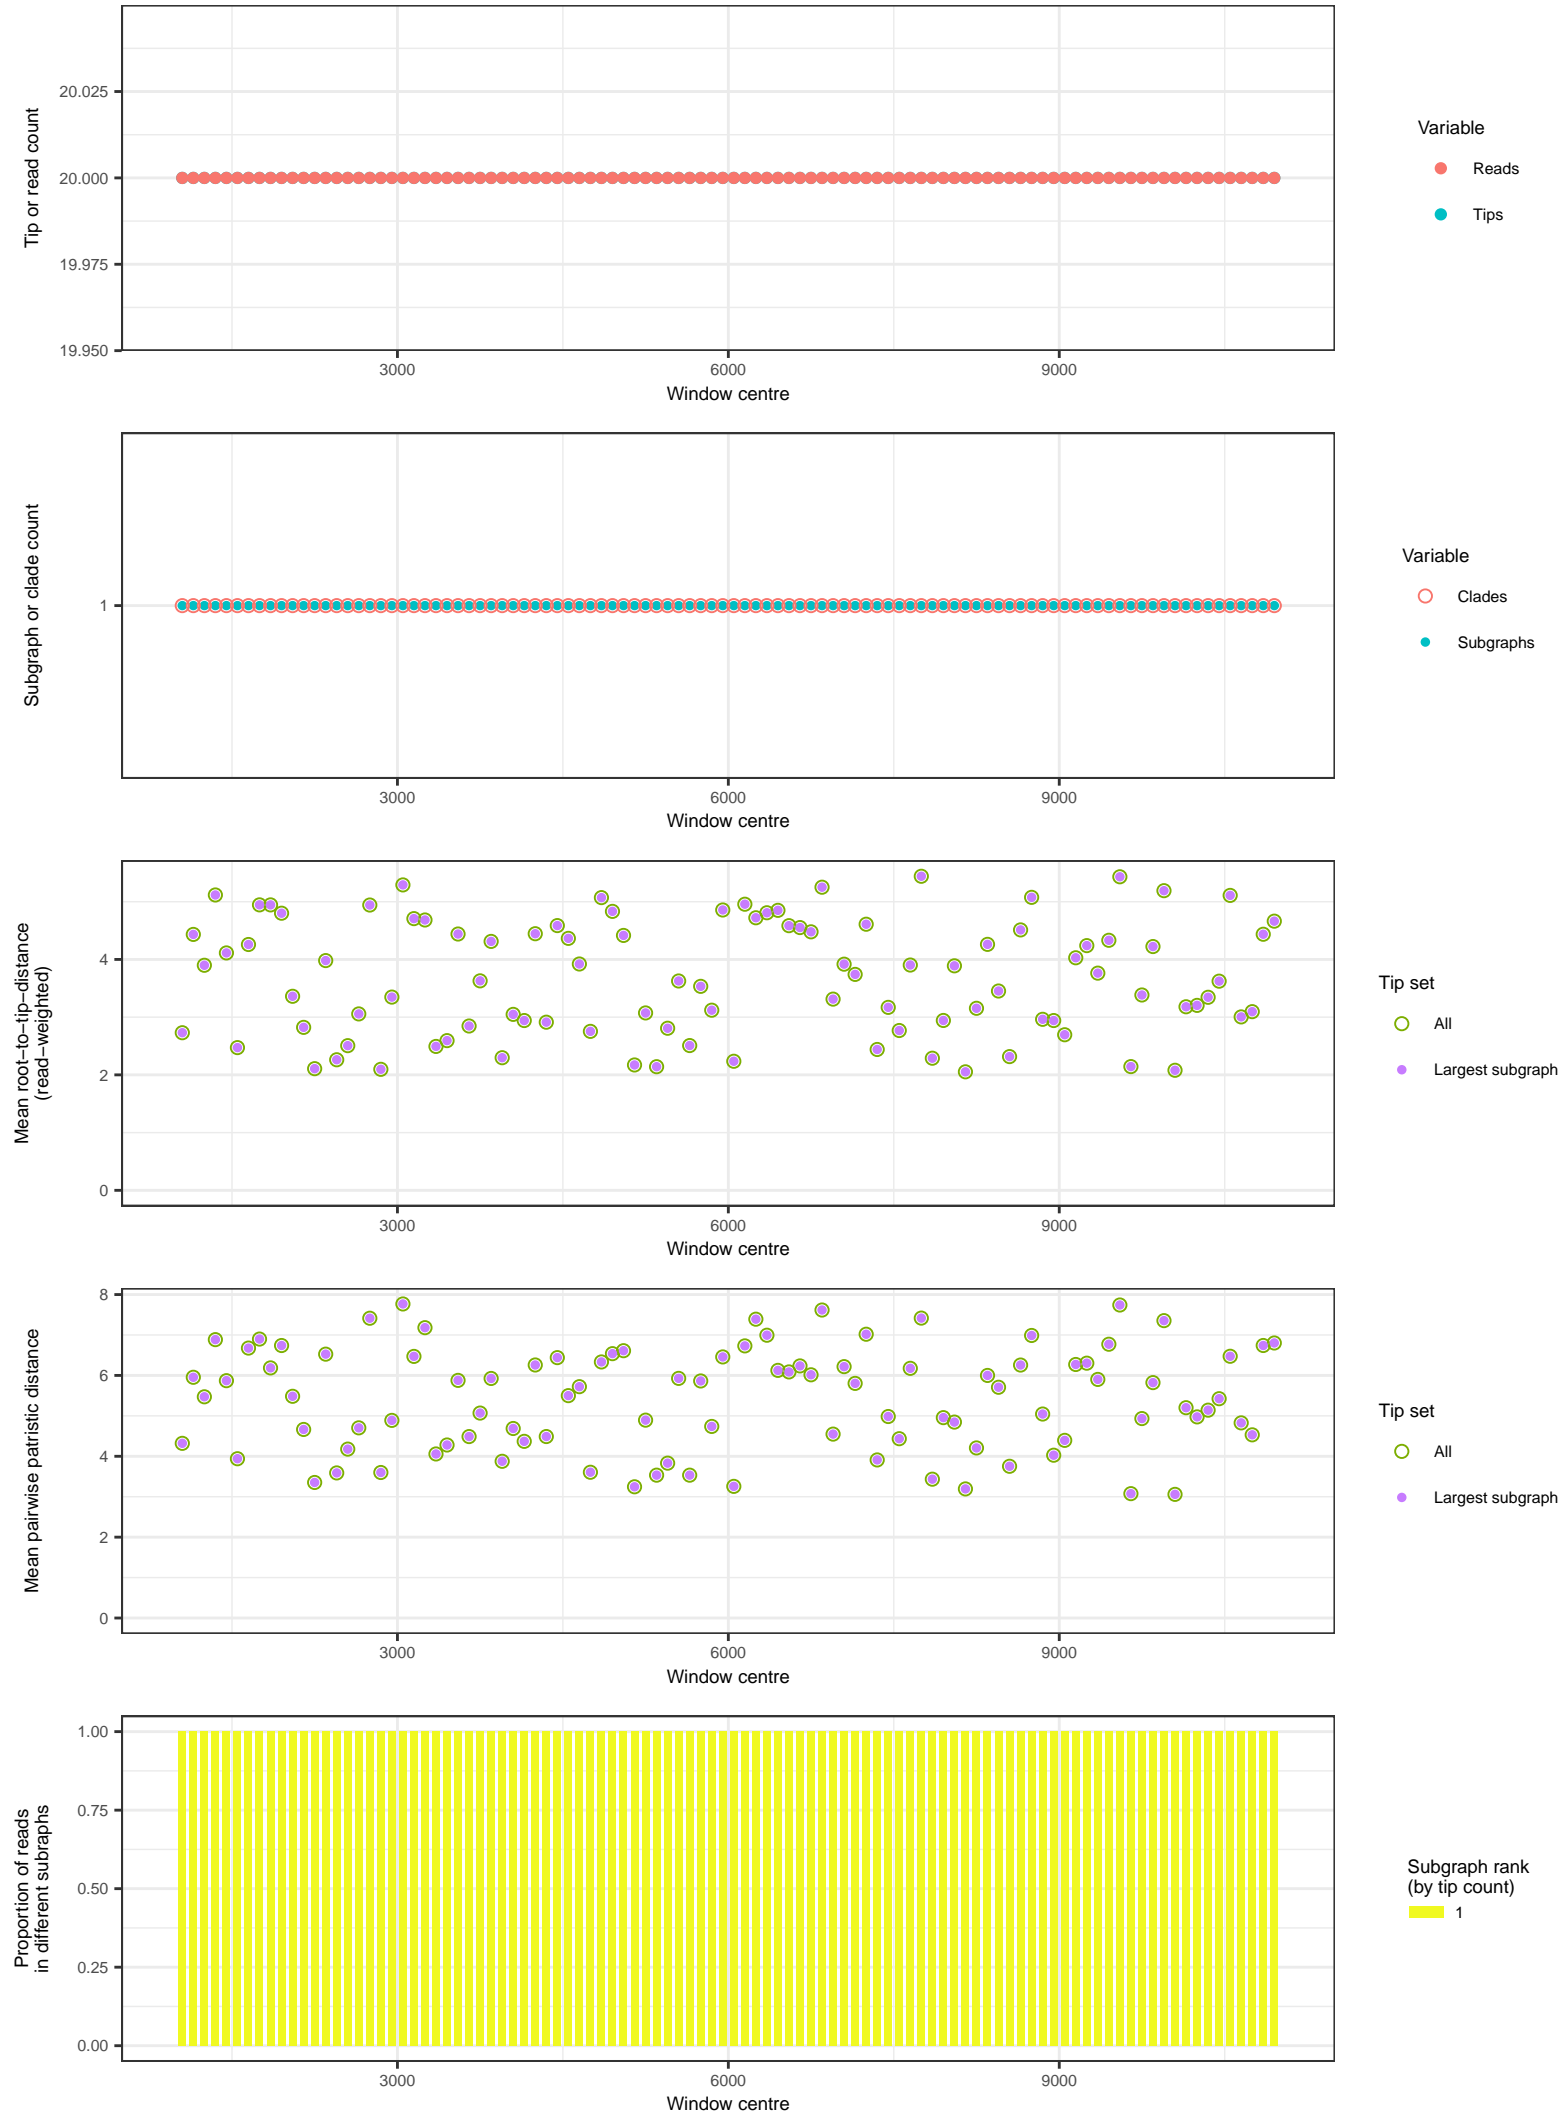 20.025
20.000
19.975
19.950
Tip or read count
3000 6000 9000
Window centre
Variable
Reads
Tips
1
Subgraph or clade count
3000 6000 9000
Window centre
Variable
Clades
Subgraphs
4
2
0
Mean root−to−tip−distance
(read−weighted)
3000 6000 9000
Window centre
Tip set
All
Largest subgraph
8
6
4
2
0
Mean pairwise patristic distance
3000 6000 9000
Window centre
Tip set
All
Largest subgraph
1.00
0.75
0.50
0.25
0.00
Proportion of reads
in different subraphs
3000 6000 9000
Window centre
Subgraph rank
(by tip count)
1